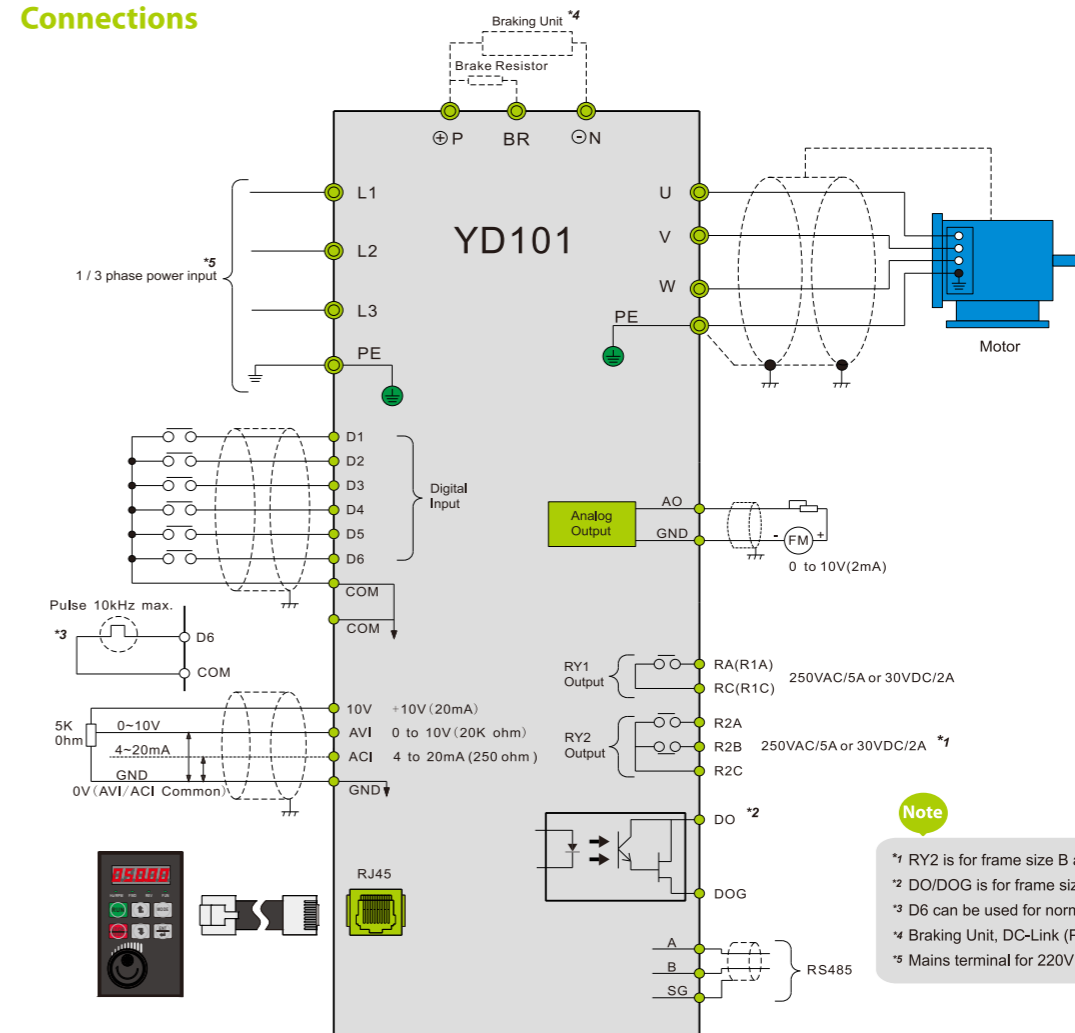 Connections
Braking Unit *4
Brake Resistor
⊕P
BR
⊖N
L1
L2
L3
PE
*5
1 / 3 phase power input
YD101
U
V
W
PE
Motor
D1
D2
D3
D4
D5
D6
COM
COM
Digital
Input
Pulse 10kHz max.
*3
D6
COM
Analog
Output
AO
GND
- FM +
0 to 10V(2mA)
RY1
Output
RA(R1A)
RC(R1C)
250VAC/5A or 30VDC/2A
RY2
Output
R2A
R2B
R2C
250VAC/5A or 30VDC/2A *1
5K
Ohm
0~10V
4~20mA
GND
0V(AVI/ACI Common)
10V +10V(20mA)
AVI 0 to 10V(20K ohm)
ACI 4 to 20mA(250 ohm)
GND
DO *2
DOG
RJ45
A
B
SG
RS485
Note
*1 RY2 is for frame size B
*2 DO/DOG is for frame
*3 D6 can be used for
*4 Braking Unit, DC-Link
*5 Mains terminal for 220V